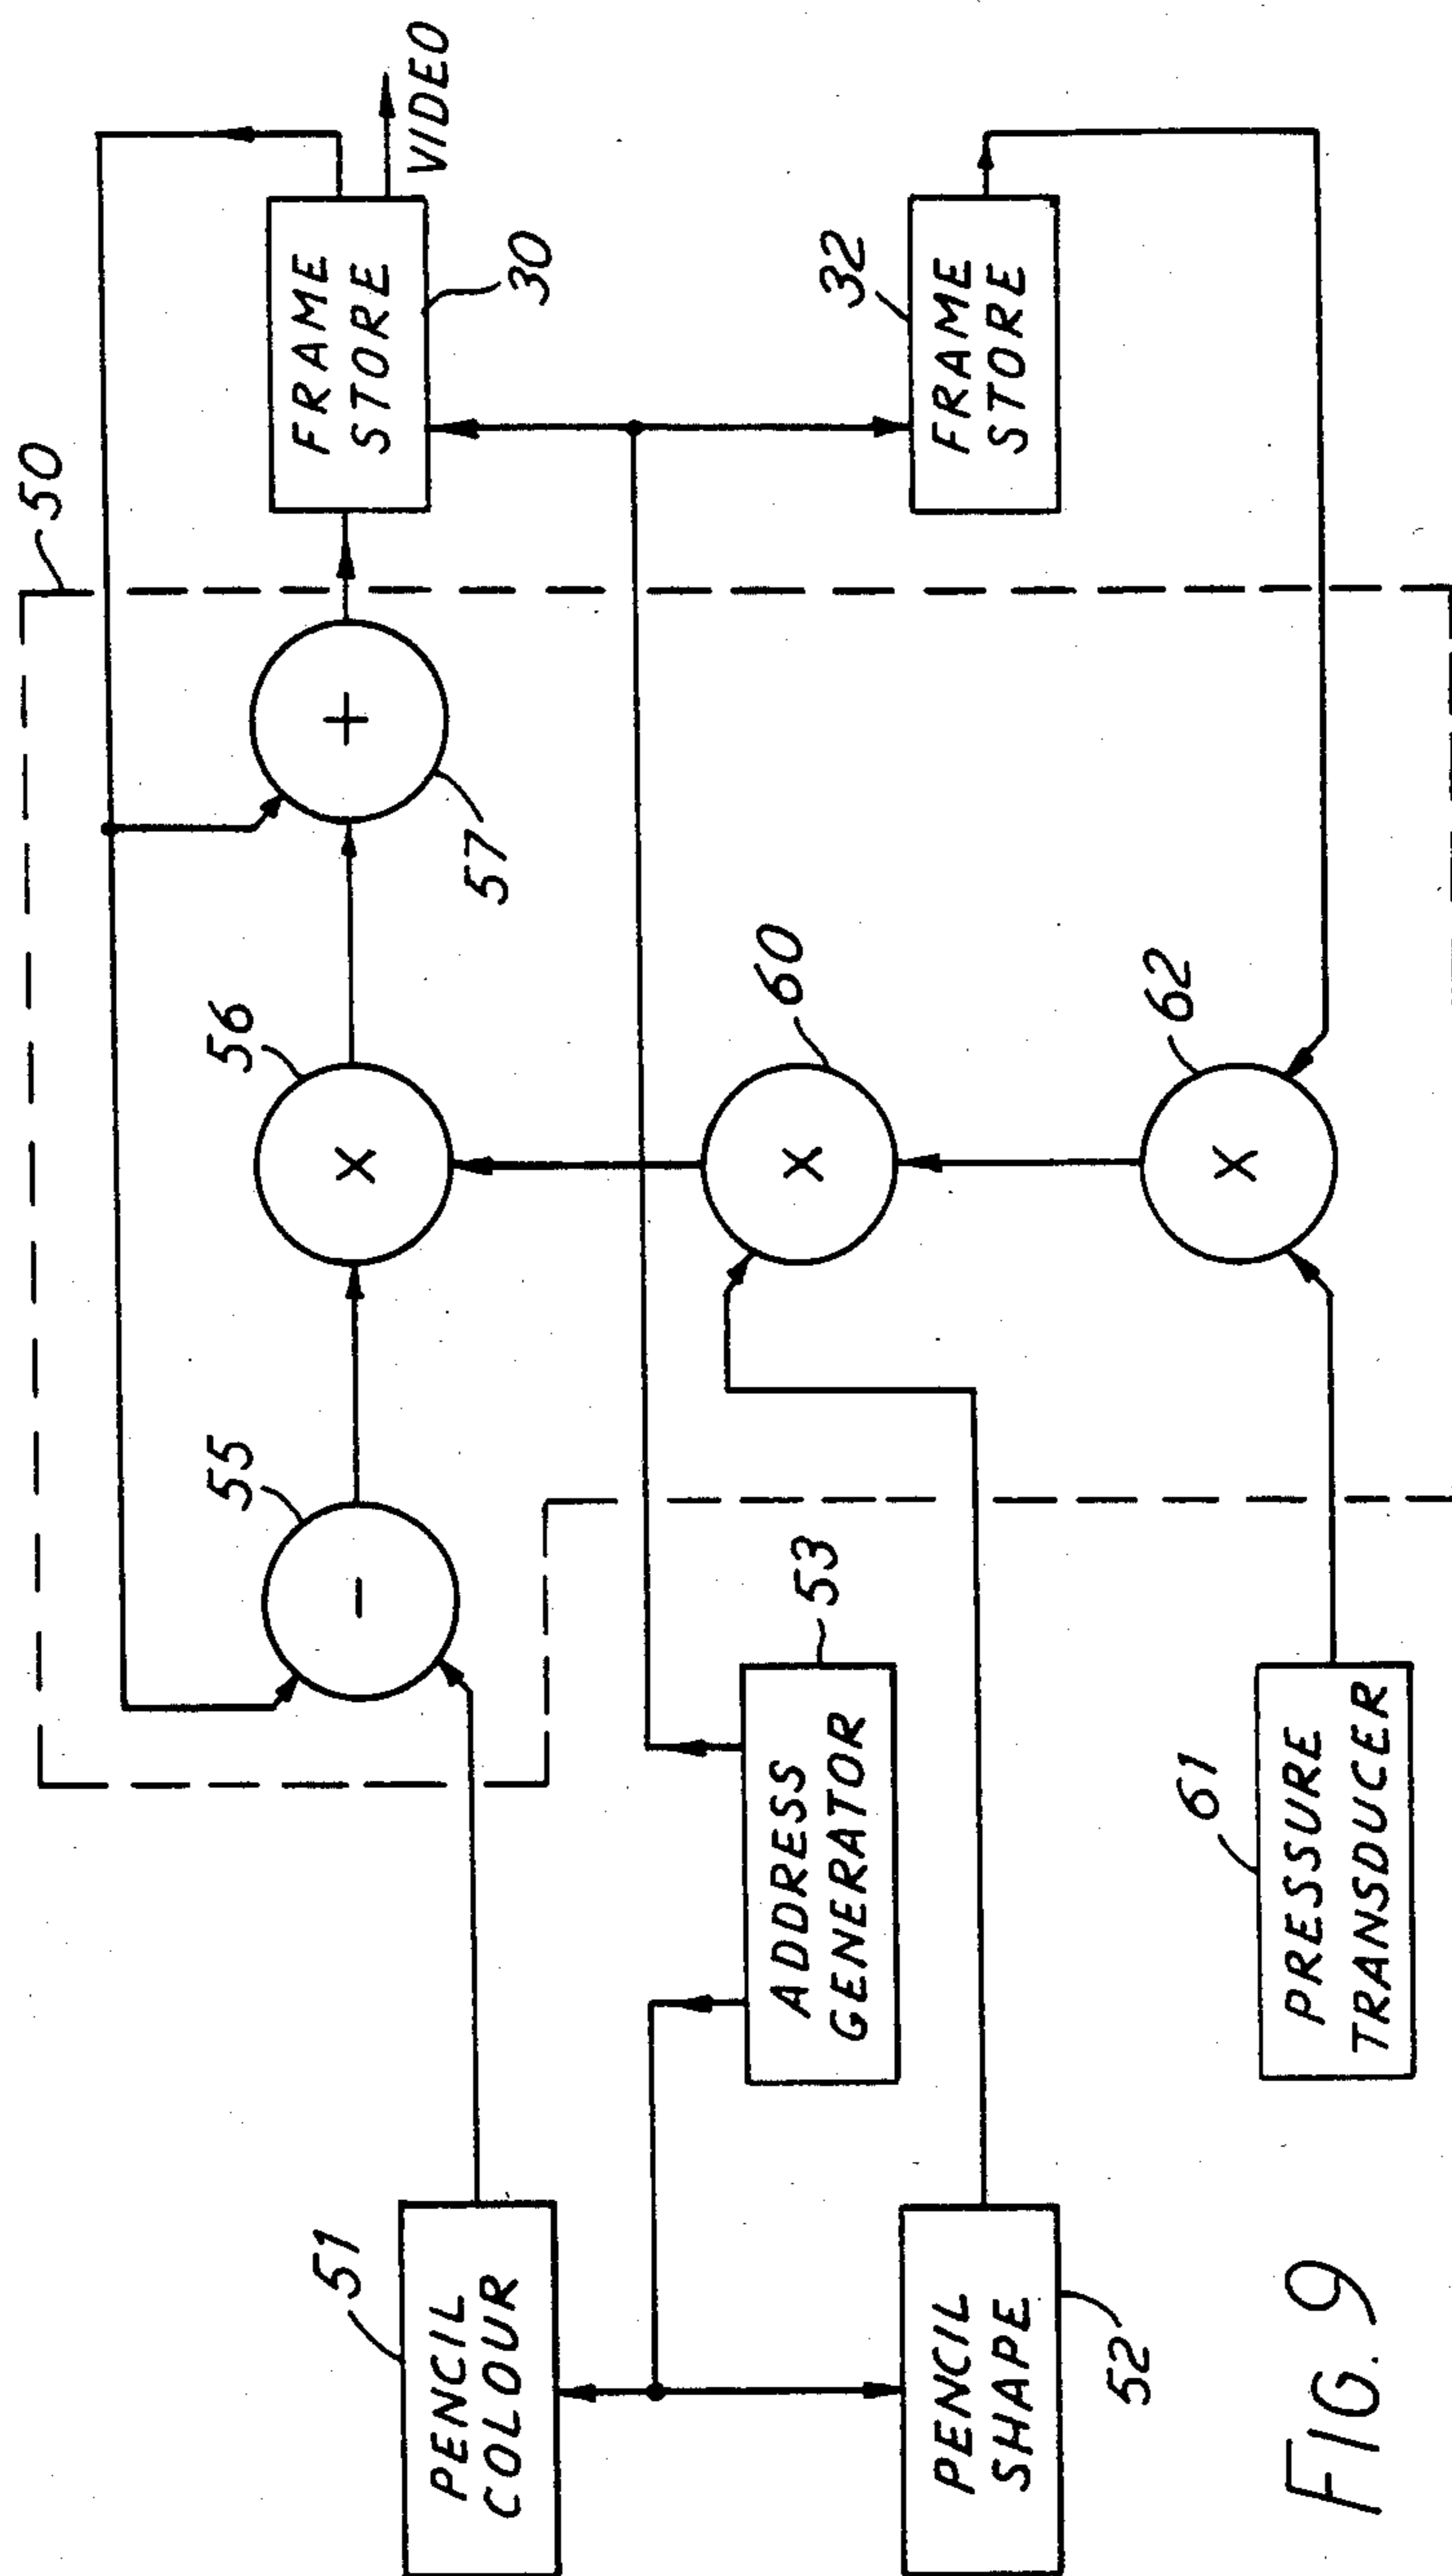 50
VIDEO
FRAME
STORE
30
57
56
55
FRAME
STORE
32
60
62
53
ADDRESS
GENERATOR
51
PENCIL
COLOUR
PENCIL
SHAPE
52
61
PRESSURE
TRANSDUCER
+
X
-
X
X
FIG. 9